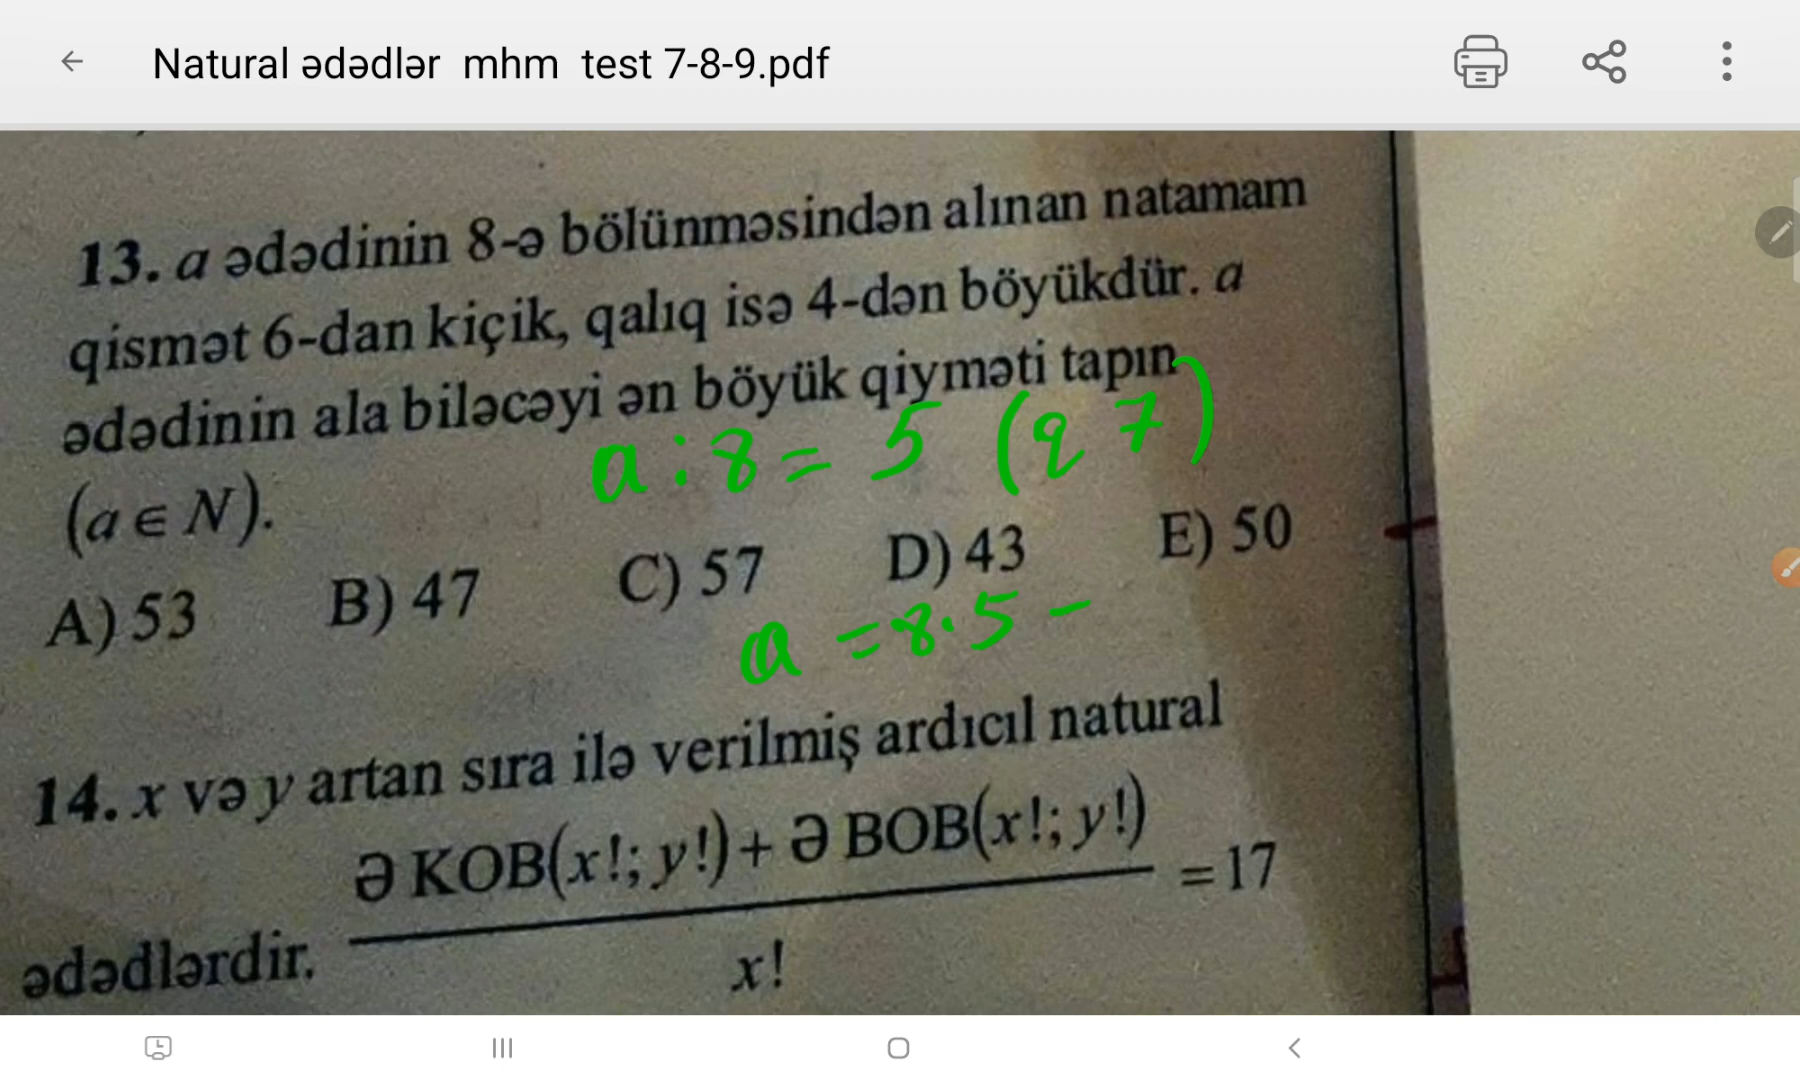 Natural ədədlər mhm test 7-8-9.pdf
13. a ədədinin 8-ə bölünməsindən alınan natamam
qismət 6-dan kiçik, qalıq isə 4-dən böyükdür. a
ədədinin ala biləcəyi ən böyük qiyməti tapın
a : 8 = 5 (q 7)
(a ∈ N).
A) 53 B) 47 C) 57 D) 43 E) 50
a = 8·5 –
14. x və y artan sıra ilə verilmiş ardıcıl natural
ədədlərdir. Ə KOB(x!; y!) + Ə BOB(x!; y!) / x! = 17